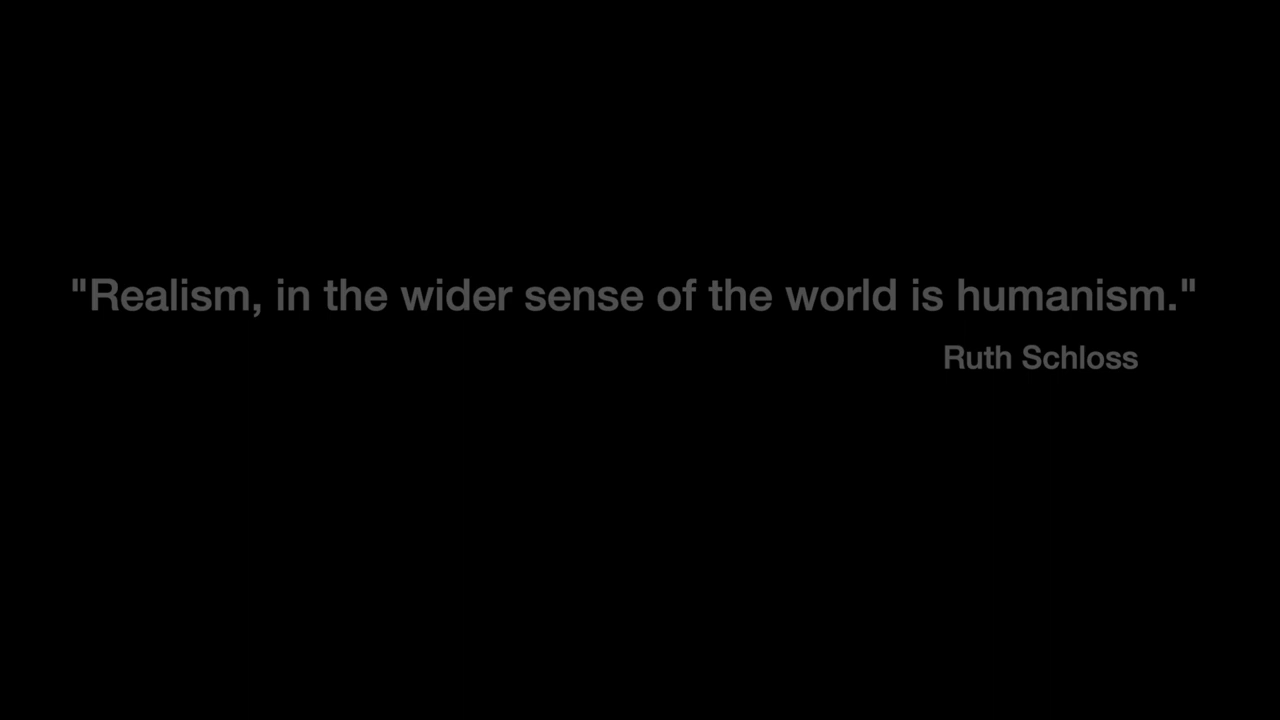 "Realism, in the wider sense of the world is humanism."
Ruth Schloss